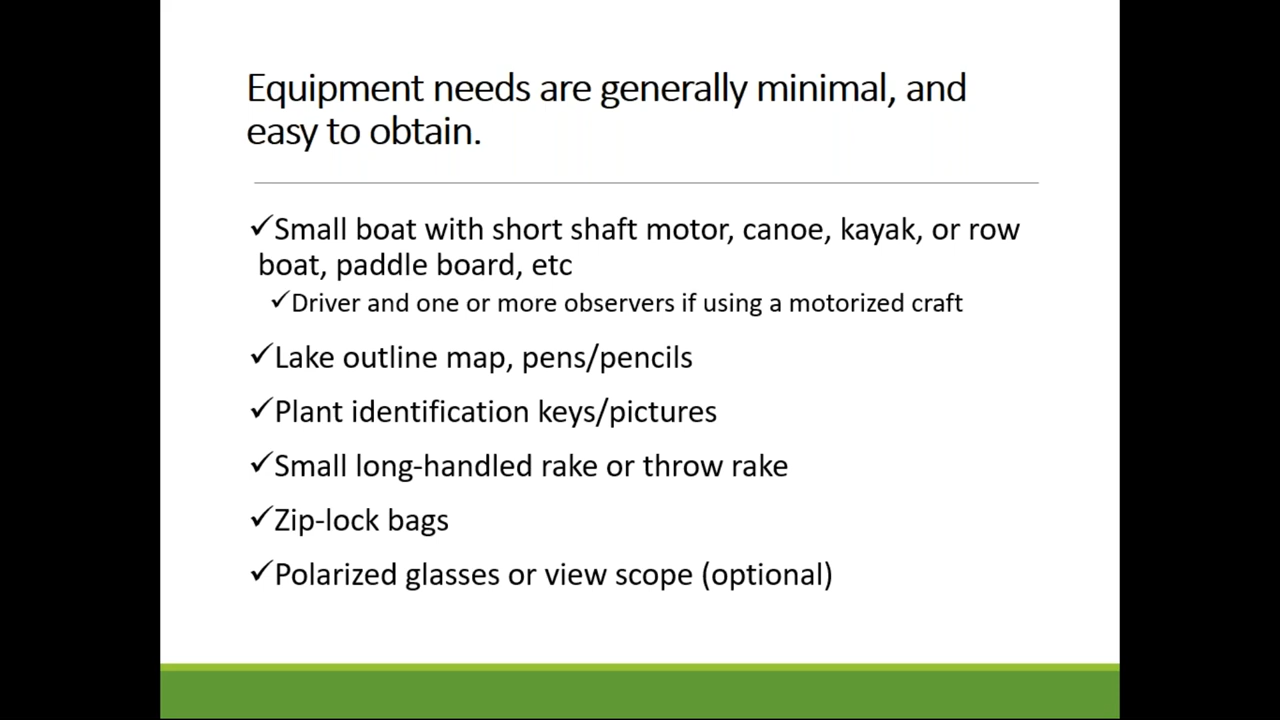 Equipment needs are generally minimal, and
easy to obtain.
✓Small boat with short shaft motor, canoe, kayak, or row
boat, paddle board, etc
✓Driver and one or more observers if using a motorized craft
✓Lake outline map, pens/pencils
✓Plant identification keys/pictures
✓Small long-handled rake or throw rake
✓Zip-lock bags
✓Polarized glasses or view scope (optional)